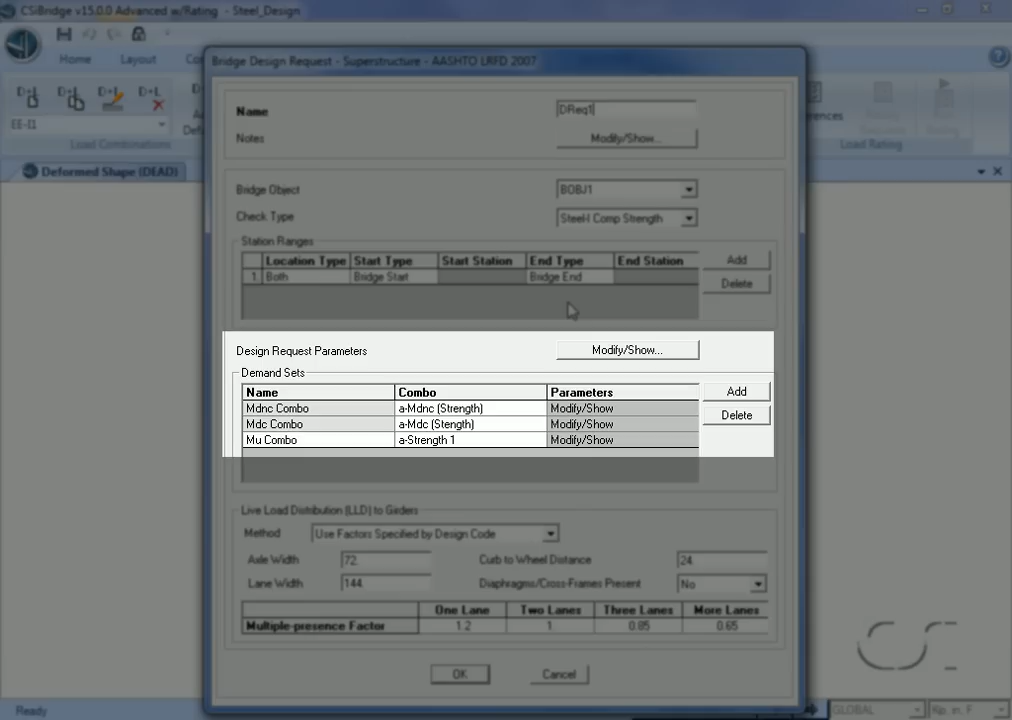 CSiBridge v15.0.0 Advanced w/Rating - Steel_Design
Home Layout
D+L D+L D+L D+L
EE-I1
Load Combinations
Load Rating
Deformed Shape (DEAD)
Bridge Design Request - Superstructure - AASHTO LRFD 2007
Name DReq1
Notes Modify/Show...
Bridge Object BOBJ1
Check Type Steel-I Comp Strength
Station Ranges
Location Type Start Type Start Station End Type End Station Add
1 Both Bridge Start Bridge End Delete
Design Request Parameters Modify/Show...
Demand Sets
Name Combo Parameters Add
Mdnc Combo a-Mdnc (Strength) Modify/Show
Delete
Mdc Combo a-Mdc (Stength) Modify/Show
Mu Combo a-Strength 1 Modify/Show
Live Load Distribution (LLD) to Girders
Method Use Factors Specified by Design Code
Axle Width 72. Curb to Wheel Distance 24.
Lane Width 144. Diaphragms/Cross-Frames Present No
One Lane Two Lanes Three Lanes More Lanes
Multiple-presence Factor 1.2 1. 0.85 0.65
OK Cancel
CSI
Ready GLOBAL Kip, in, F